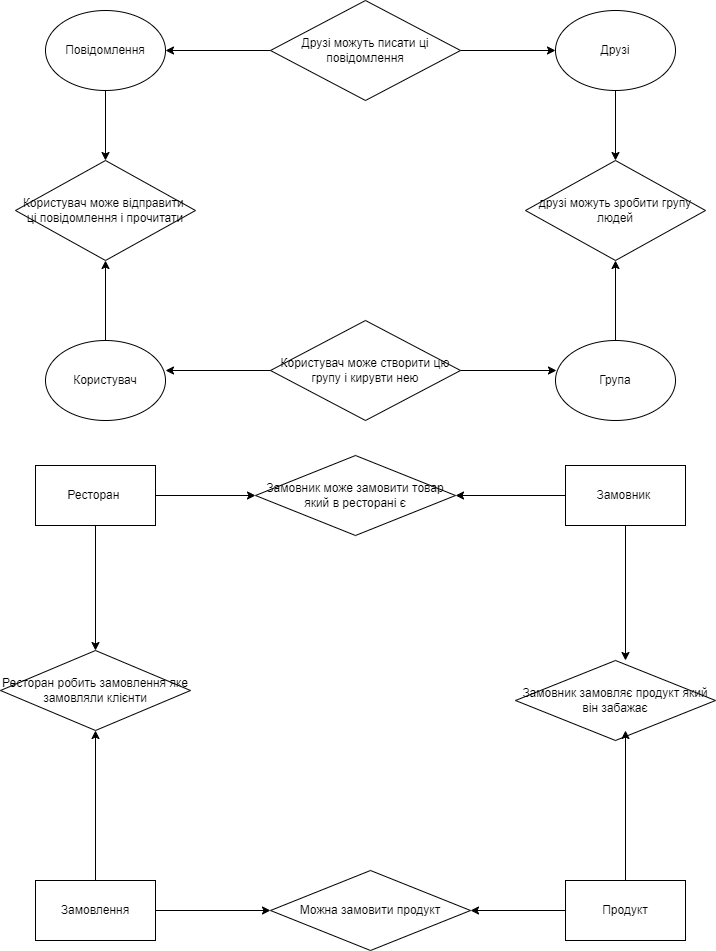 Повідомлення
Друзі можуть писати ці
повідомлення
Друзі
Користувач може відправити
ці повідомлення і прочитати
друзі можуть зробити групу
людей
Користувач
Користувач може створити цю
групу і кирувти нею
Група
Ресторан
Замовник може замовити товар
який в ресторані є
Замовник
Ресторан робить замовлення яке
замовляли клієнти
Замовник замовляє продукт який
він забажає
Замовлення
Можна замовити продукт
Продукт